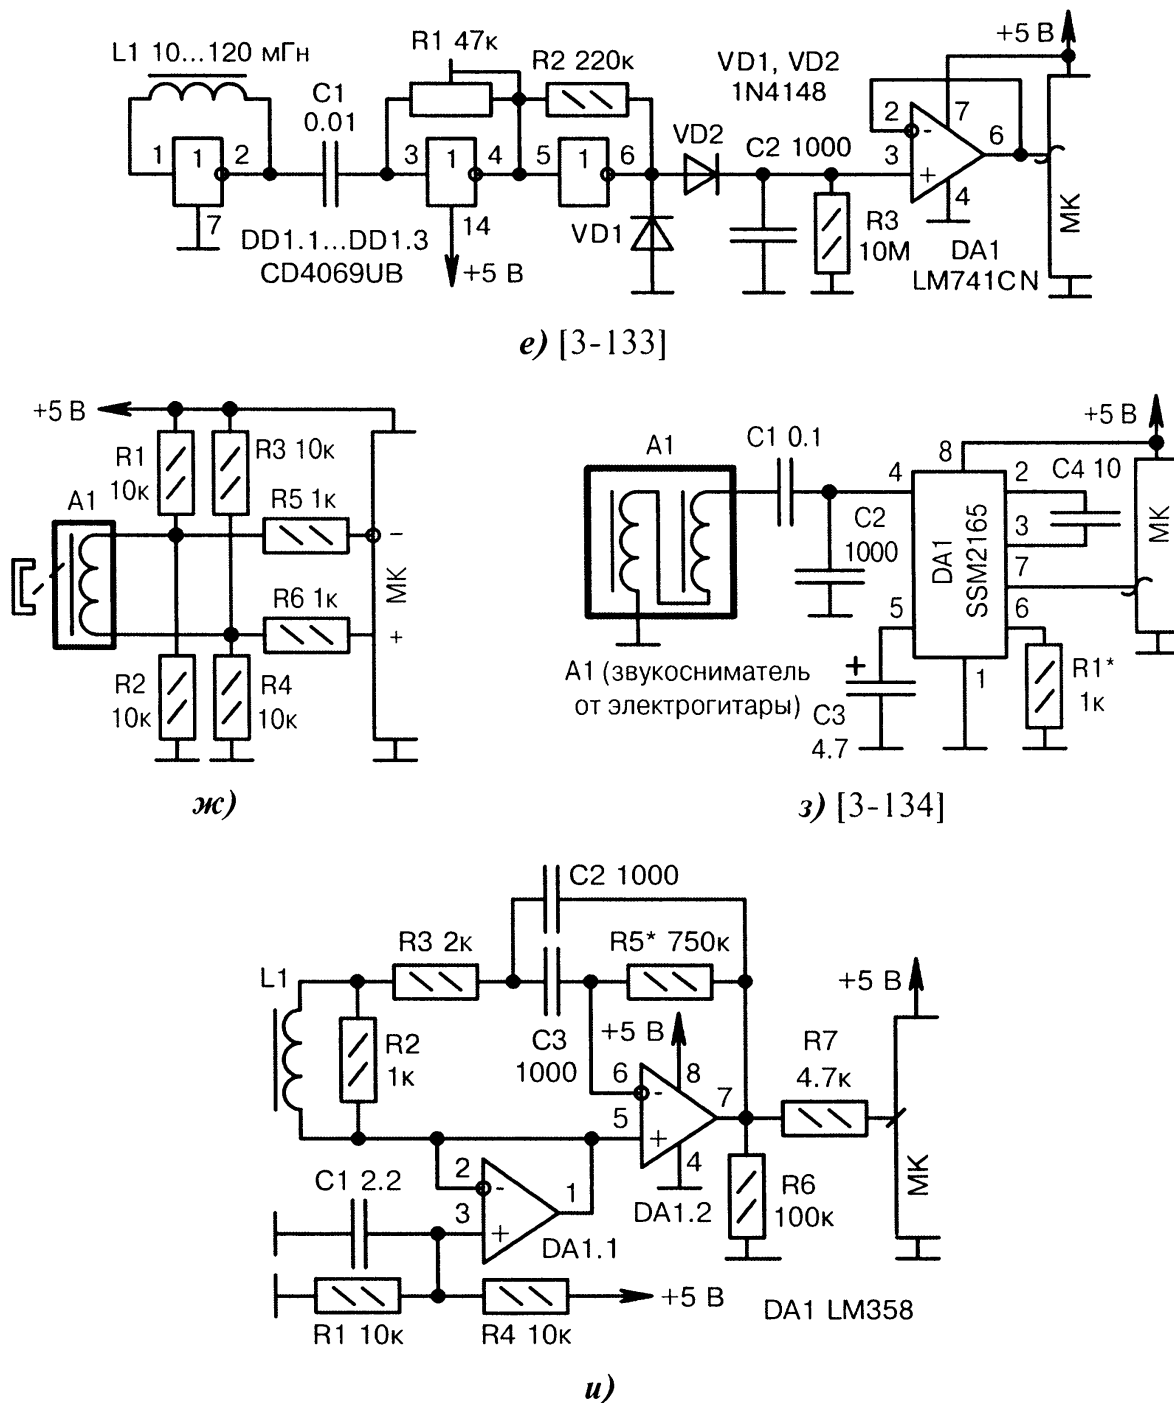 L1 10...120 мГн
R1 47к
R2 220к
VD1, VD2
1N4148
+5 В
C1
0.01
VD2
C2 1000
1
1
2
3
1
4
5
1
6
2
-
7
6
3
+
4
7
14
VD1
R3
10М
МК
DD1.1...DD1.3
CD4069UB
+5 В
DA1
LM741CN
е) [3-133]
+5 В
R1
10к
R3 10к
A1
R5 1к
-
МК
R6 1к
+
R2
10к
R4
10к
ж)
A1
C1 0.1
+5 В
8
4
2
C4 10
C2
1000
DA1
SSM2165
3
МК
7
5
6
+
1
R1*
1к
A1 (звукосниматель
от электрогитары)
C3
4.7
з) [3-134]
C2 1000
R3 2к
R5* 750к
L1
+5 В
R2
1к
C3
1000
+5 В
R7
4.7к
6
-
8
7
5
+
4
C1 2.2
2
-
1
3
+
DA1.1
DA1.2
R6
100к
МК
+5 В
R1 10к
R4 10к
DA1 LM358
и)